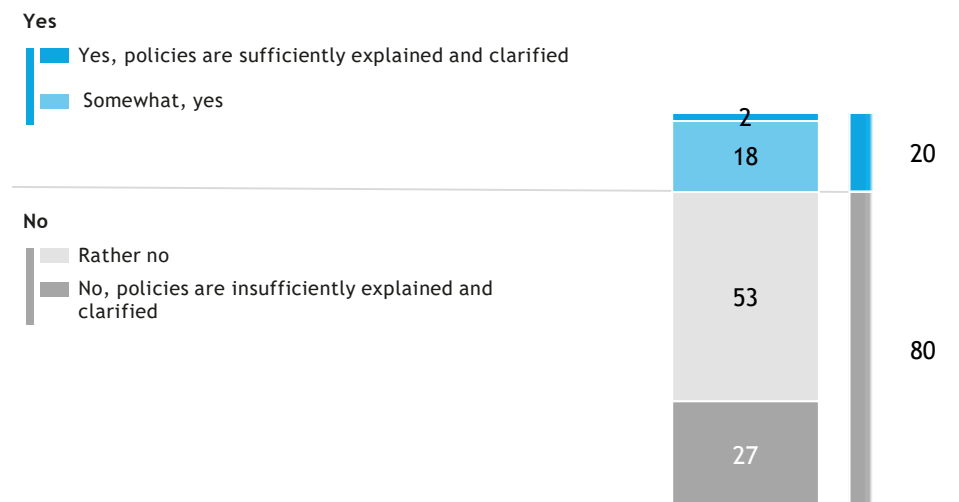 Yes
Yes, policies are sufficiently explained and clarified
Somewhat, yes
2
18
20
No
Rather no
No, policies are insufficiently explained and
clarified
53
80
27